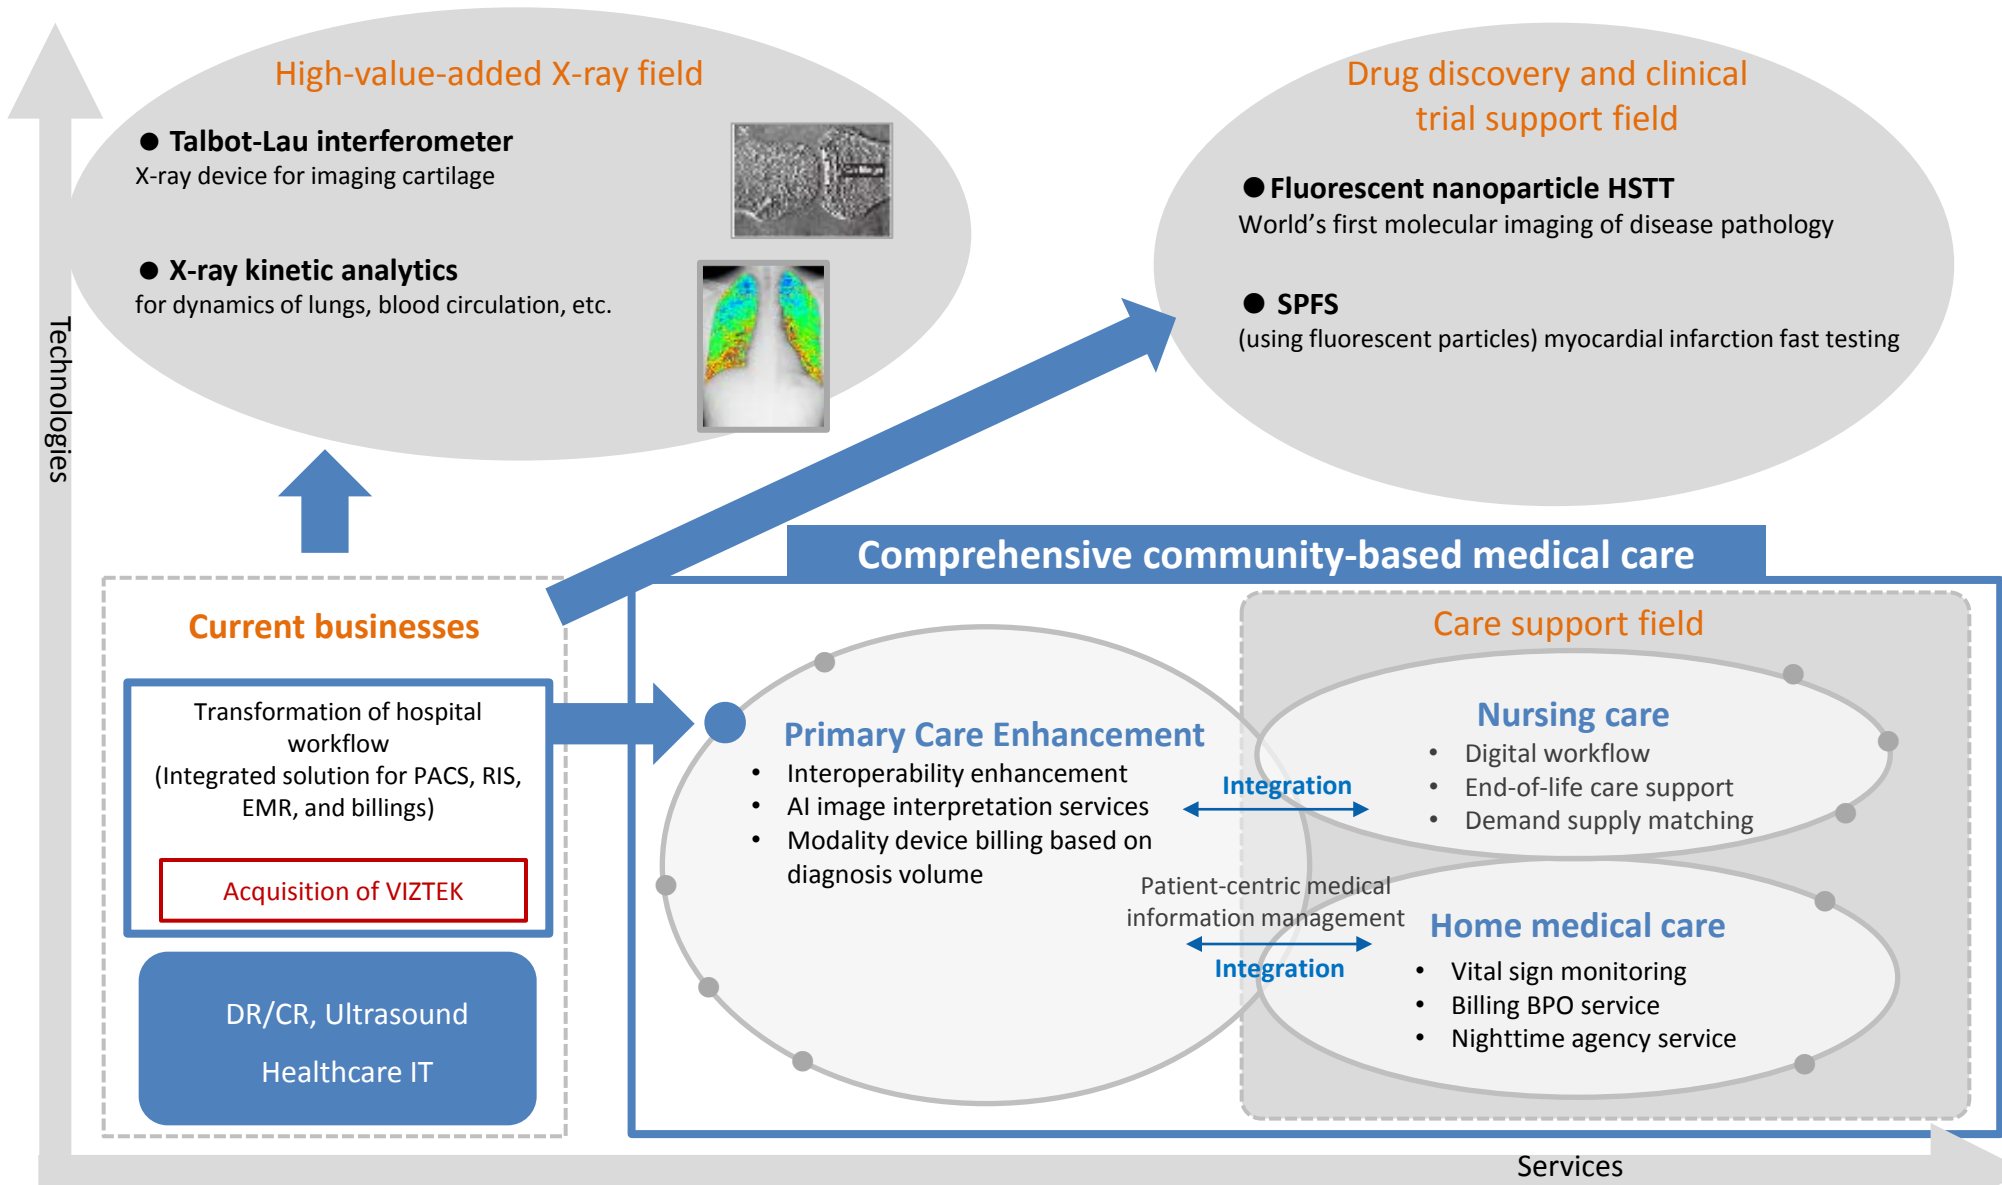 High-value-added X-ray field
● Talbot-Lau interferometer
X-ray device for imaging cartilage
● X-ray kinetic analytics
for dynamics of lungs, blood circulation, etc.
Drug discovery and clinical
trial support field
●Fluorescent nanoparticle HSTT
World's first molecular imaging of disease pathology
● SPFS
(using fluorescent particles) myocardial infarction fast testing
Technologies
Comprehensive community-based medical care
Current businesses
Transformation of hospital
workflow
(Integrated solution for PACS, RIS,
EMR, and billings)
Acquisition of VIZTEK
DR/CR, Ultrasound
Healthcare IT
Primary Care Enhancement
• Interoperability enhancement
• AI image interpretation services
• Modality device billing based on
diagnosis volume
Integration
Patient-centric medical
information management
Integration
Care support field
Nursing care
• Digital workflow
• End-of-life care support
• Demand supply matching
Home medical care
• Vital sign monitoring
• Billing BPO service
• Nighttime agency service
Services